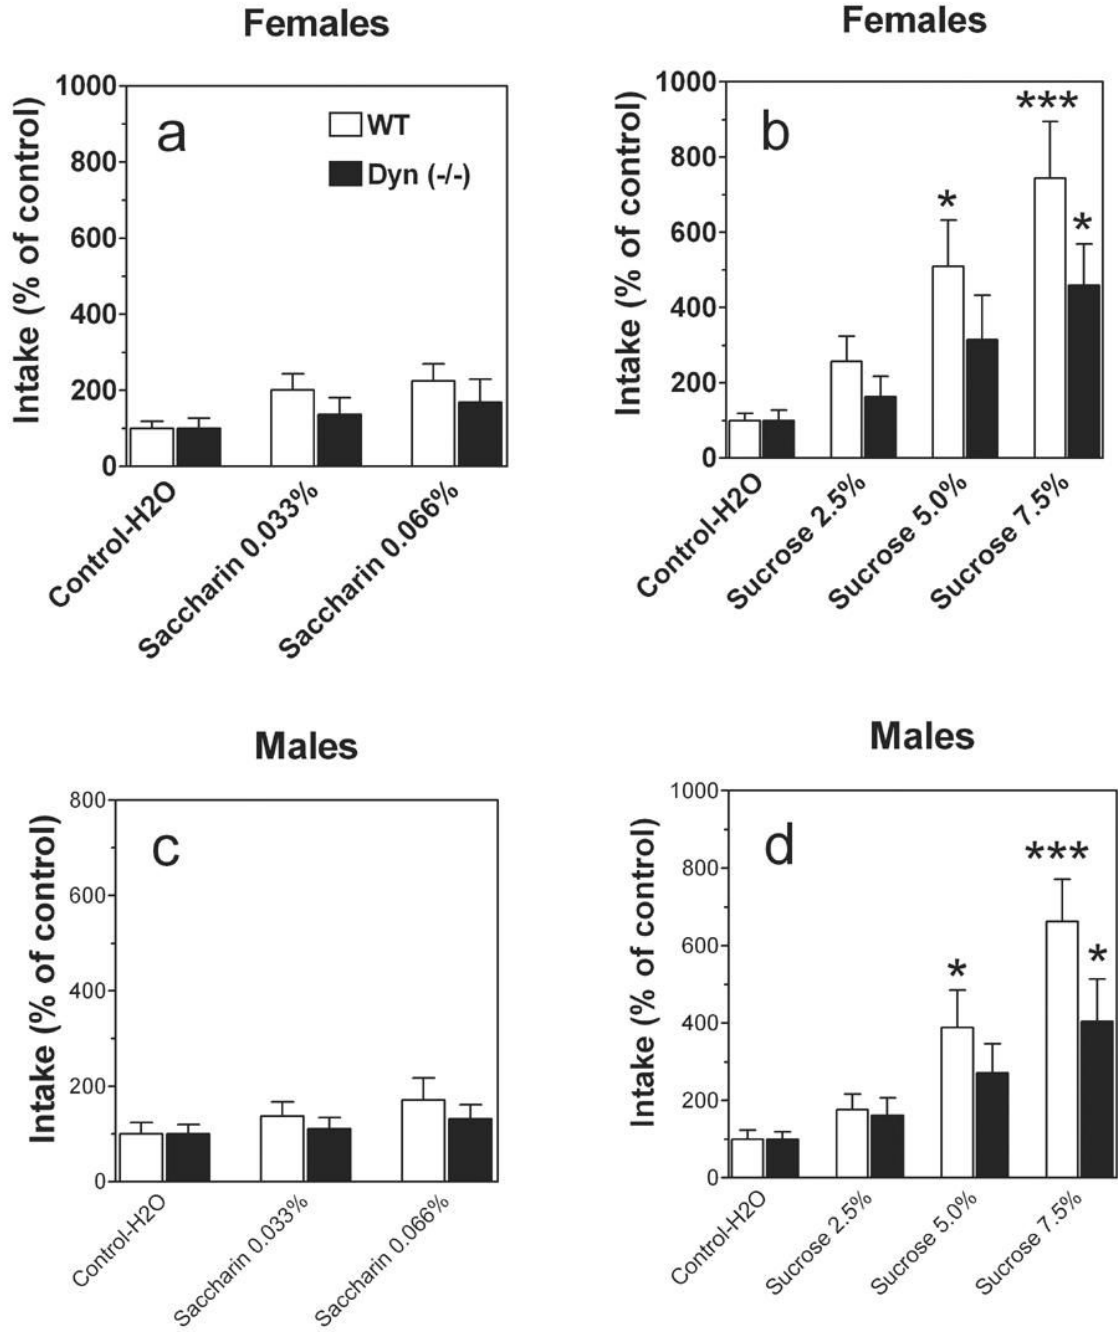 Females
Intake (% of control)
1000
800
600
400
200
0
a
WT
Dyn (-/-)
Control-H2O
Saccharin 0.033%
Saccharin 0.066%
Females
Intake (% of control)
1000
800
600
400
200
0
b
*
***
*
Control-H2O
Sucrose 2.5%
Sucrose 5.0%
Sucrose 7.5%
Males
Intake (% of control)
800
600
400
200
0
c
Control-H2O
Saccharin 0.033%
Saccharin 0.066%
Males
Intake (% of control)
1000
800
600
400
200
0
d
*
***
*
Control-H2O
Sucrose 2.5%
Sucrose 5.0%
Sucrose 7.5%